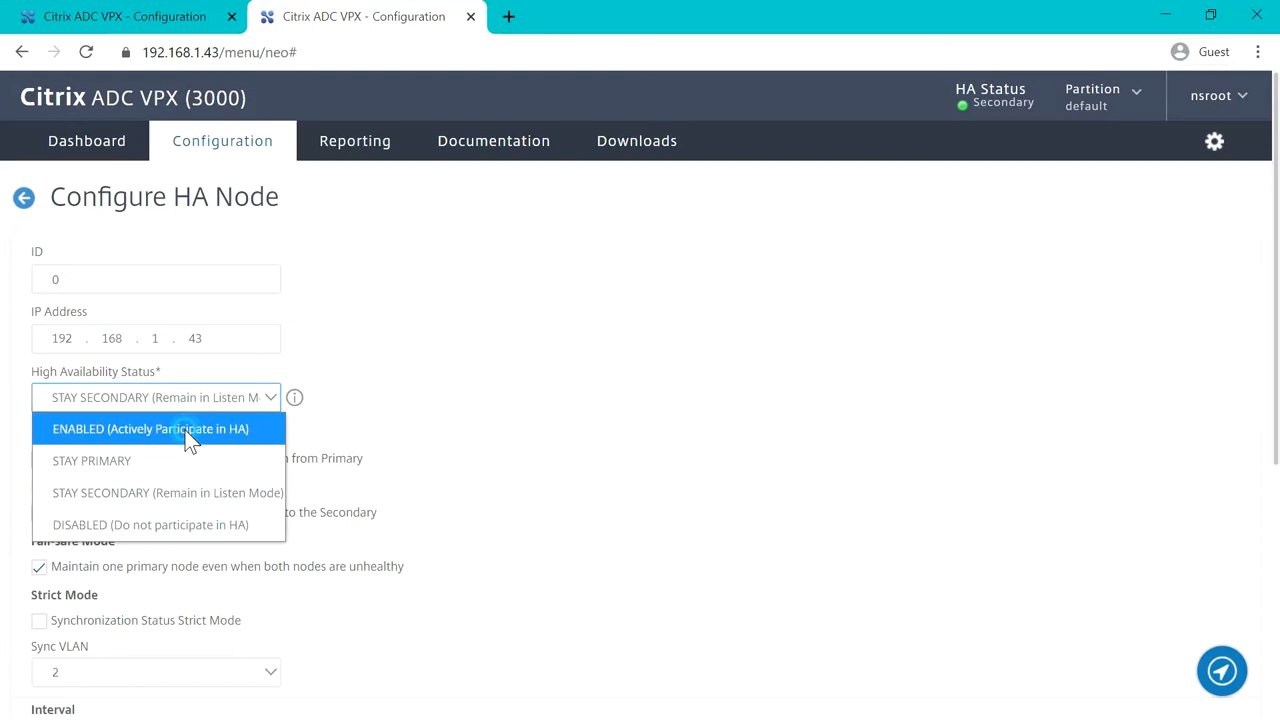 Citrix ADC VPX - Configuration
Citrix ADC VPX - Configuration
192.168.1.43/menu/neo#
Guest
Citrix ADC VPX (3000)
HA Status
Secondary
Partition
default
nsroot
Dashboard
Configuration
Reporting
Documentation
Downloads
Configure HA Node
ID
0
IP Address
192 . 168 . 1 . 43
High Availability Status*
STAY SECONDARY (Remain in Listen M
ENABLED (Actively Participate in HA)
STAY PRIMARY
from Primary
STAY SECONDARY (Remain in Listen Mode)
to the Secondary
DISABLED (Do not participate in HA)
Fail-safe Mode
Maintain one primary node even when both nodes are unhealthy
Strict Mode
Synchronization Status Strict Mode
Sync VLAN
2
Interval